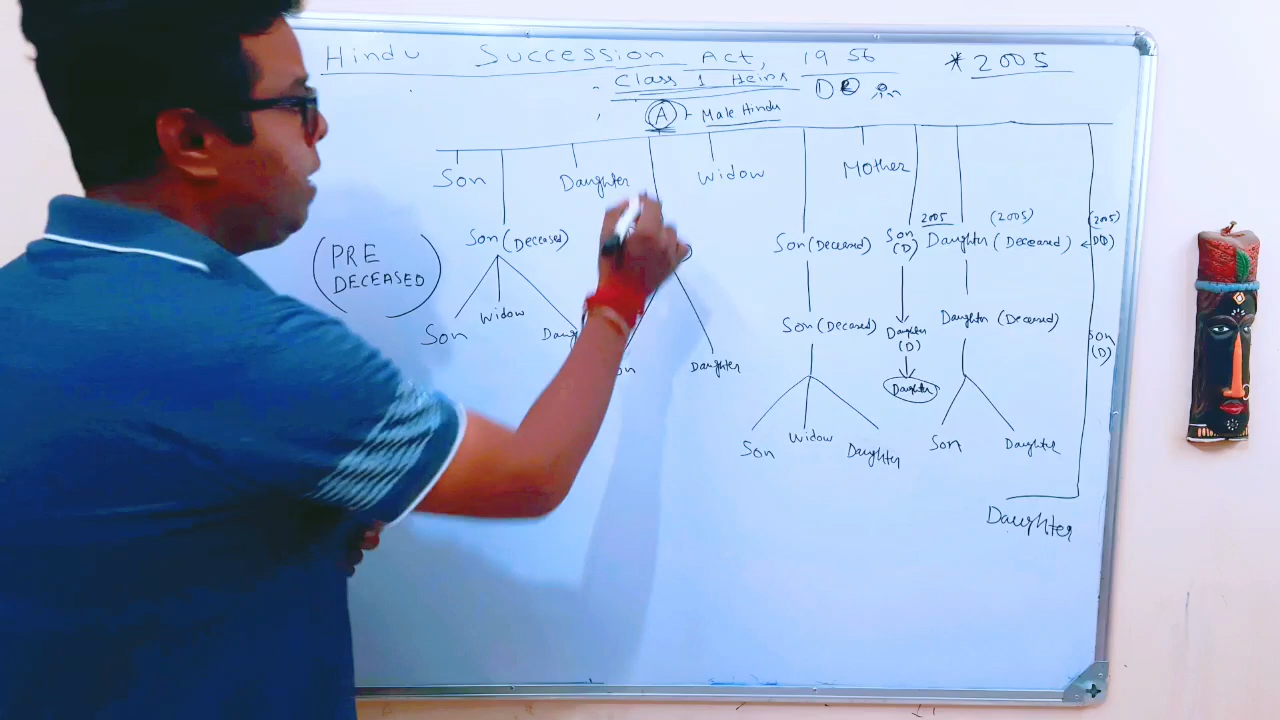 Hindu Succession Act, 1956 * 2005
Class 1 Heirs
(A) Male Hindu
Son Daughter Widow Mother
2005 (2005) (2005)
Son (Deceased) Son (Deceased) Son (D) Daughter (Deceased) D(D)
(PRE DECEASED)
Son Widow
Daughter
Son (Deceased) Daughter (D) Daughter (Deceased) Son (D)
Daughter
Daughter
Son Widow Daughter Son Daughter
Daughter